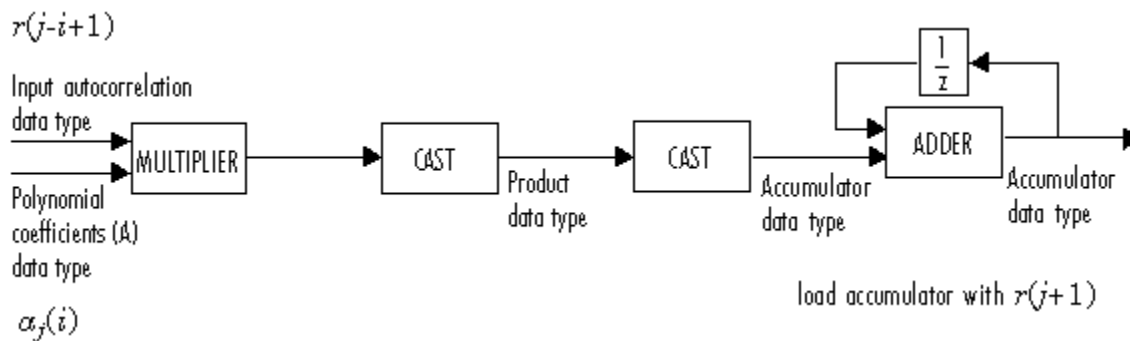 r(j-i+1)
Input autocorrelation
data type
MULTIPLIER
Polynomial
coefficients (A)
data type
α_j(i)
CAST
Product
data type
CAST
Accumulator
data type
1
z
ADDER
Accumulator
data type
load accumulator with r(j+1)